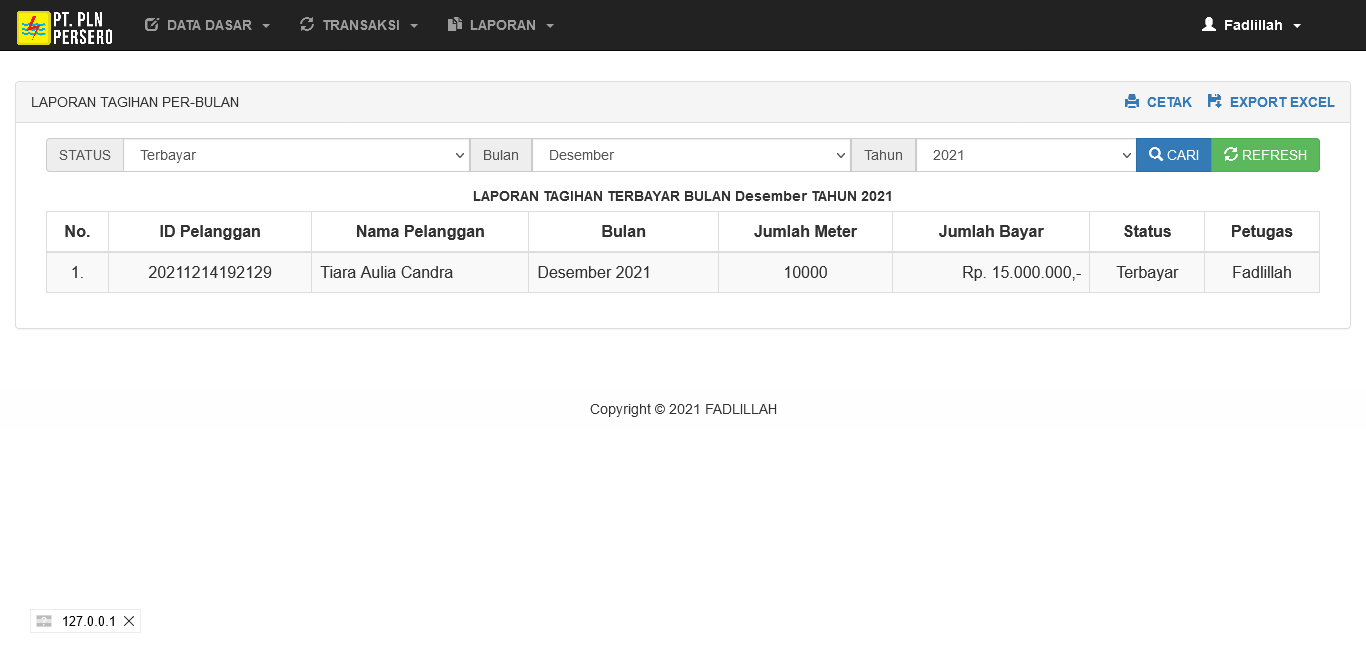 PT. PLN
PERSERO
DATA DASAR
TRANSAKSI
LAPORAN
Fadlillah
LAPORAN TAGIHAN PER-BULAN
CETAK
EXPORT EXCEL
STATUS Terbayar Bulan Desember Tahun 2021 CARI REFRESH
LAPORAN TAGIHAN TERBAYAR BULAN Desember TAHUN 2021
No. ID Pelanggan Nama Pelanggan Bulan Jumlah Meter Jumlah Bayar Status Petugas
1. 20211214192129 Tiara Aulia Candra Desember 2021 10000 Rp. 15.000.000,- Terbayar Fadlillah
Copyright © 2021 FADLILLAH
127.0.0.1